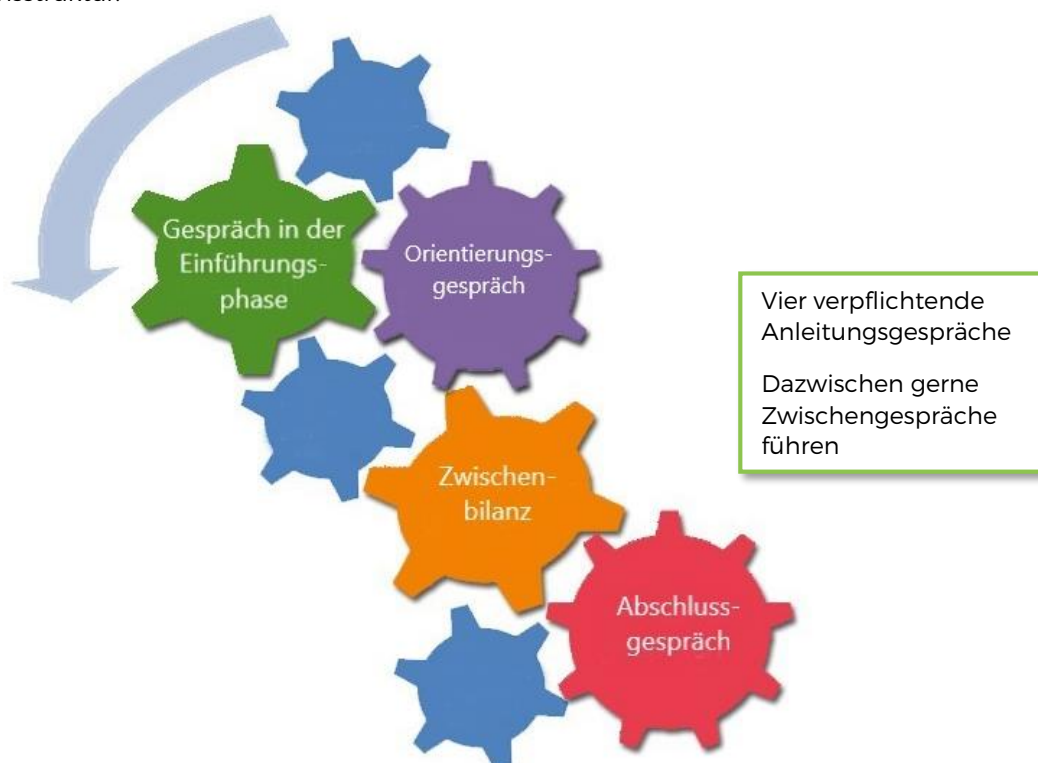 Gespräch in der
Einführungs-
phase
Orientierungs-
gespräch
Vier verpflichtende
Anleitungsgespräche
Dazwischen gerne
Zwischengespräche
führen
Zwischen-
bilanz
Abschluss-
gespräch